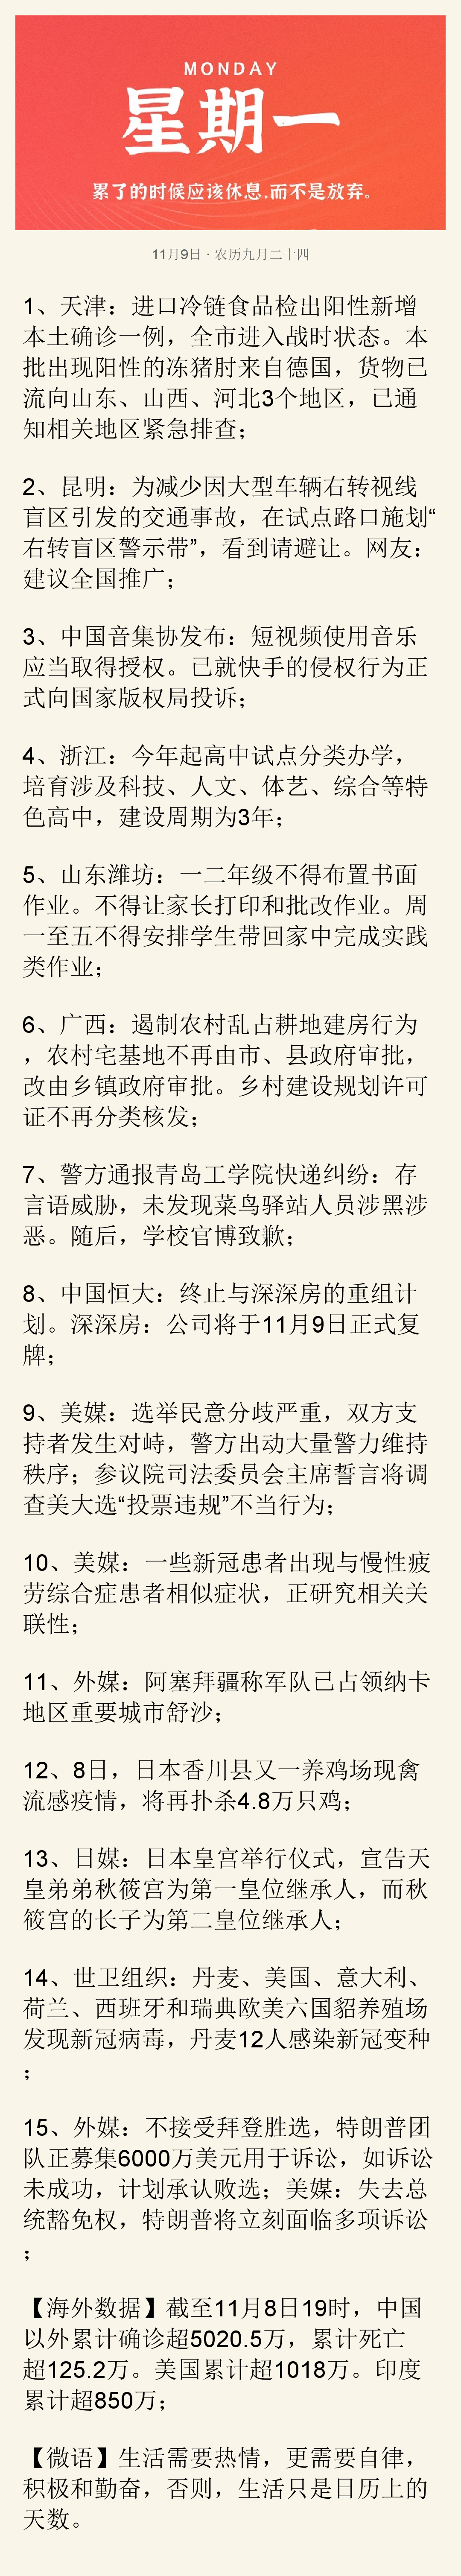 MONDAY
星期一
累了的时候应该休息,而不是放弃。
11月9日 · 农历九月二十四
1、天津：进口冷链食品检出阳性新增
本土确诊一例，全市进入战时状态。本
批出现阳性的冻猪肘来自德国，货物已
流向山东、山西、河北3个地区，已通
知相关地区紧急排查；
2、昆明：为减少因大型车辆右转视线
盲区引发的交通事故，在试点路口施划“
右转盲区警示带”，看到请避让。网友：
建议全国推广；
3、中国音集协发布：短视频使用音乐
应当取得授权。已就快手的侵权行为正
式向国家版权局投诉；
4、浙江：今年起高中试点分类办学，
培育涉及科技、人文、体艺、综合等特
色高中，建设周期为3年；
5、山东潍坊：一二年级不得布置书面
作业。不得让家长打印和批改作业。周
一至五不得安排学生带回家中完成实践
类作业；
6、广西：遏制农村乱占耕地建房行为
，农村宅基地不再由市、县政府审批，
改由乡镇政府审批。乡村建设规划许可
证不再分类核发；
7、警方通报青岛工学院快递纠纷：存
言语威胁，未发现菜鸟驿站人员涉黑涉
恶。随后，学校官博致歉；
8、中国恒大：终止与深深房的重组计
划。深深房：公司将于11月9日正式复
牌；
9、美媒：选举民意分歧严重，双方支
持者发生对峙，警方出动大量警力维持
秩序；参议院司法委员会主席誓言将调
查美大选“投票违规”不当行为；
10、美媒：一些新冠患者出现与慢性疲
劳综合症患者相似症状，正研究相关关
联性；
11、外媒：阿塞拜疆称军队已占领纳卡
地区重要城市舒沙；
12、8日，日本香川县又一养鸡场现禽
流感疫情，将再扑杀4.8万只鸡；
13、日媒：日本皇宫举行仪式，宣告天
皇弟弟秋筱宫为第一皇位继承人，而秋
筱宫的长子为第二皇位继承人；
14、世卫组织：丹麦、美国、意大利、
荷兰、西班牙和瑞典欧美六国貂养殖场
发现新冠病毒，丹麦12人感染新冠变种
；
15、外媒：不接受拜登胜选，特朗普团
队正募集6000万美元用于诉讼，如诉讼
未成功，计划承认败选；美媒：失去总
统豁免权，特朗普将立刻面临多项诉讼
；
【海外数据】截至11月8日19时，中国
以外累计确诊超5020.5万，累计死亡
超125.2万。美国累计超1018万。印度
累计超850万；
【微语】生活需要热情，更需要自律，
积极和勤奋，否则，生活只是日历上的
天数。